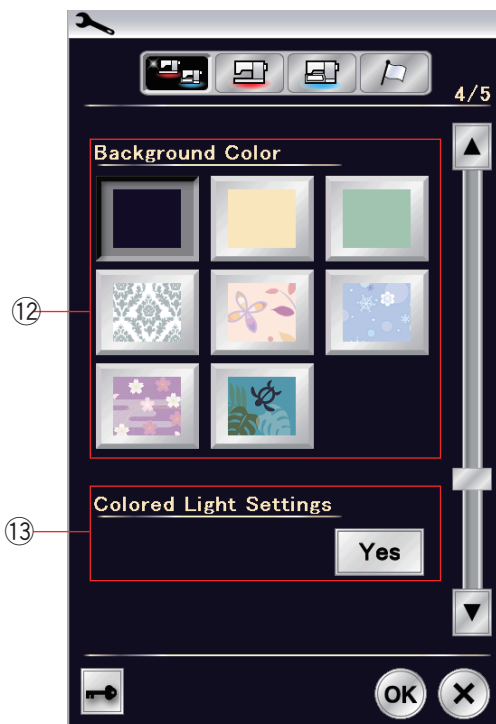 4/5
Background Color
⑫
Colored Light Settings
⑬
Yes
OK